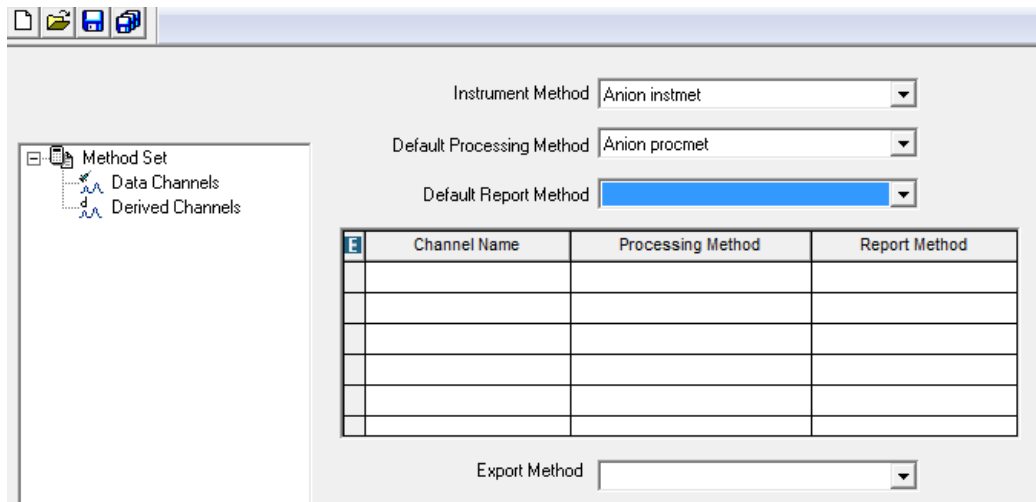 Instrument Method Anion instmet
Default Processing Method Anion procmet
Method Set
Data Channels
Default Report Method
Derived Channels
E Channel Name Processing Method Report Method
Export Method